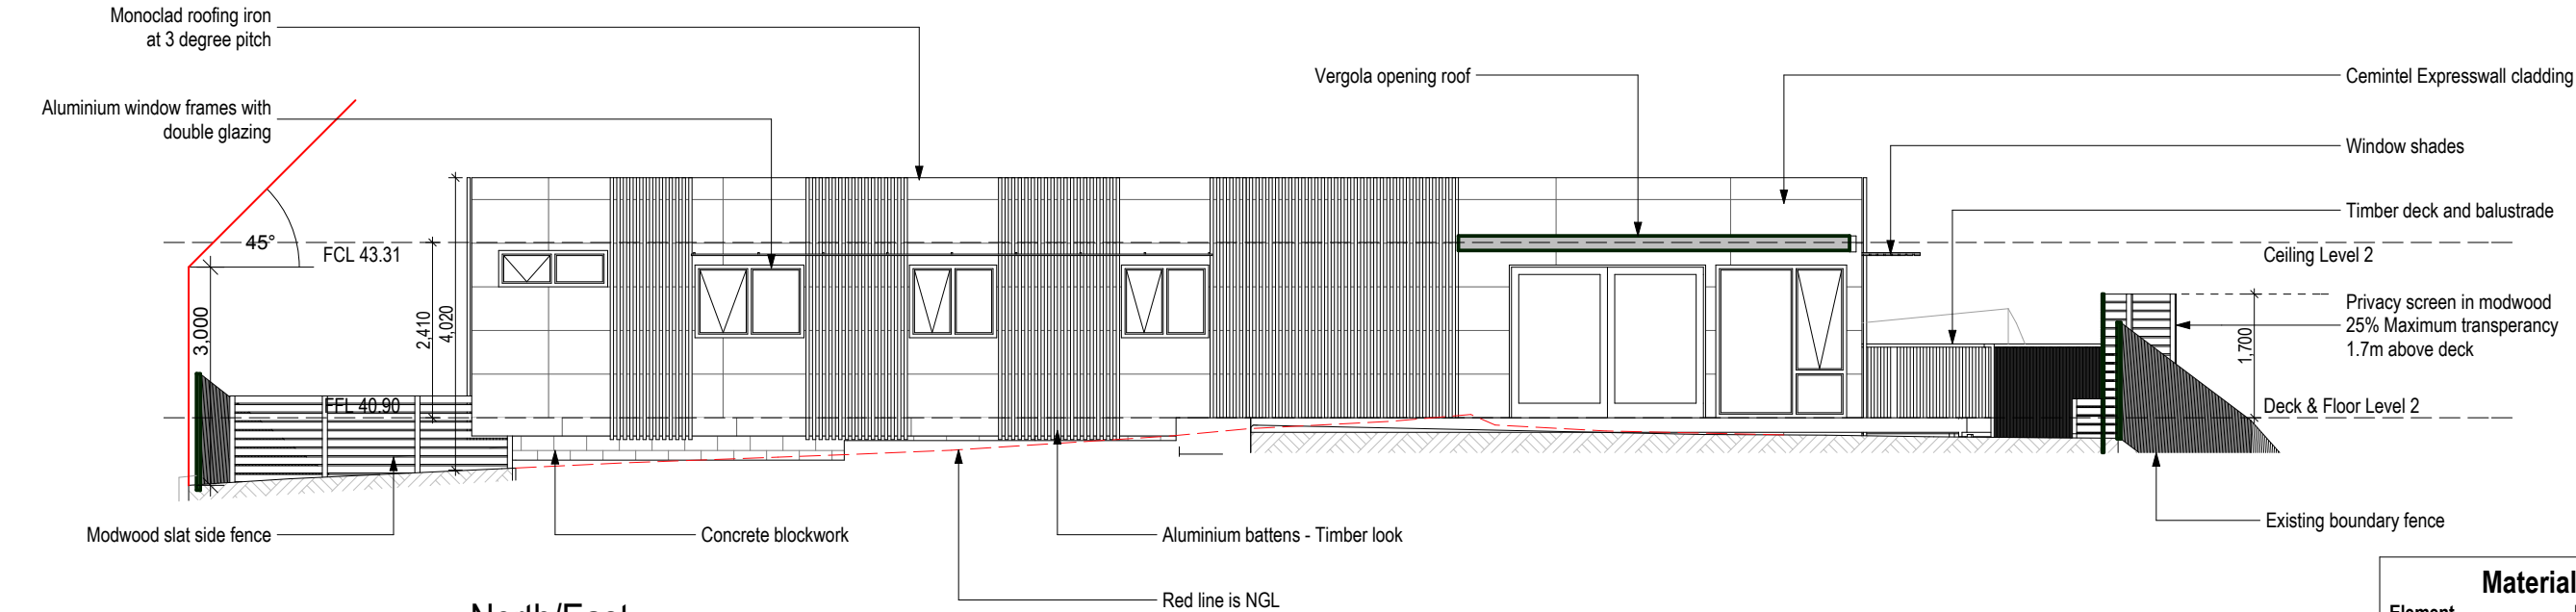 Monoclad roofing iron
at 3 degree pitch
Vergola opening roof
Cemintel Expresswall cladding
Aluminium window frames with
double glazing
Window shades
Timber deck and balustrade
45°
FCL 43.31
Ceiling Level 2
Privacy screen in modwood
25% Maximum transperancy
1.7m above deck
3,000
2,410
4,020
1,700
FFL 40.90
Deck & Floor Level 2
Modwood slat side fence
Concrete blockwork
Aluminium battens - Timber look
Existing boundary fence
Red line is NGL
North/East
Material
Element